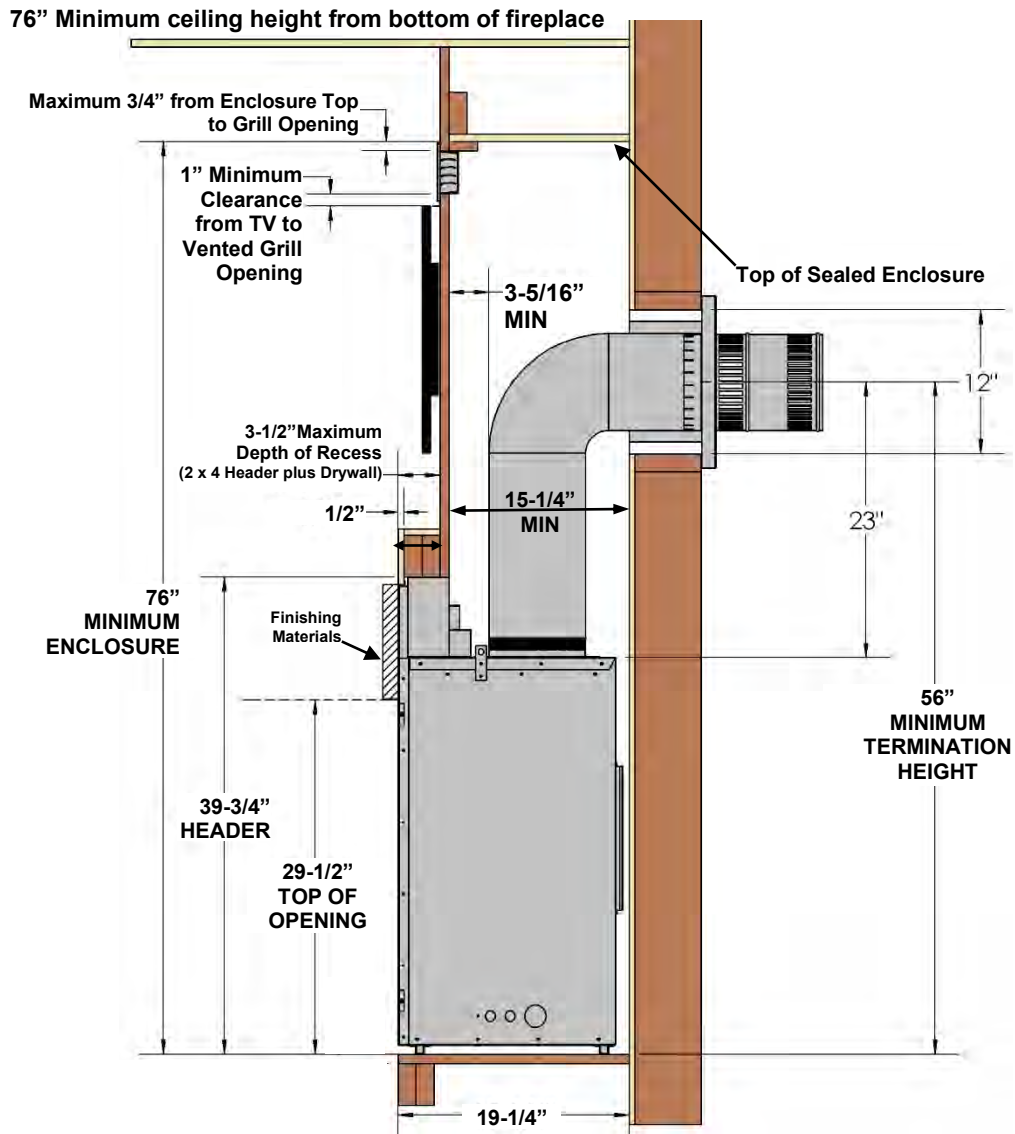 76” Minimum ceiling height from bottom of fireplace
Maximum 3/4” from Enclosure Top
to Grill Opening
1” Minimum
Clearance
from TV to
Vented Grill
Opening
Top of Sealed Enclosure
3-5/16”
MIN
12"
3-1/2”Maximum
Depth of Recess
(2 x 4 Header plus Drywall)
15-1/4”
MIN
1/2”
23"
76”
MINIMUM
ENCLOSURE
Finishing
Materials
56”
MINIMUM
TERMINATION
HEIGHT
39-3/4”
HEADER
29-1/2”
TOP OF
OPENING
19-1/4”